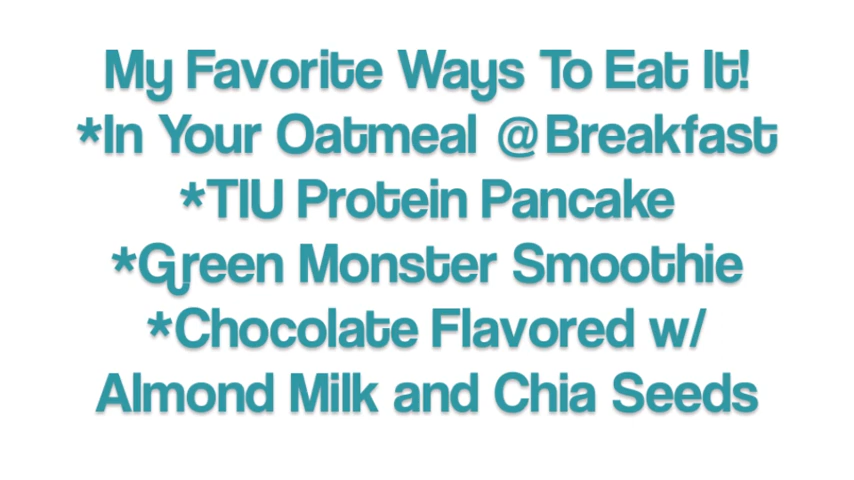 My Favorite Ways To Eat It!
*In Your Oatmeal @Breakfast
*TIU Protein Pancake
*Green Monster Smoothie
*Chocolate Flavored w/
Almond Milk and Chia Seeds